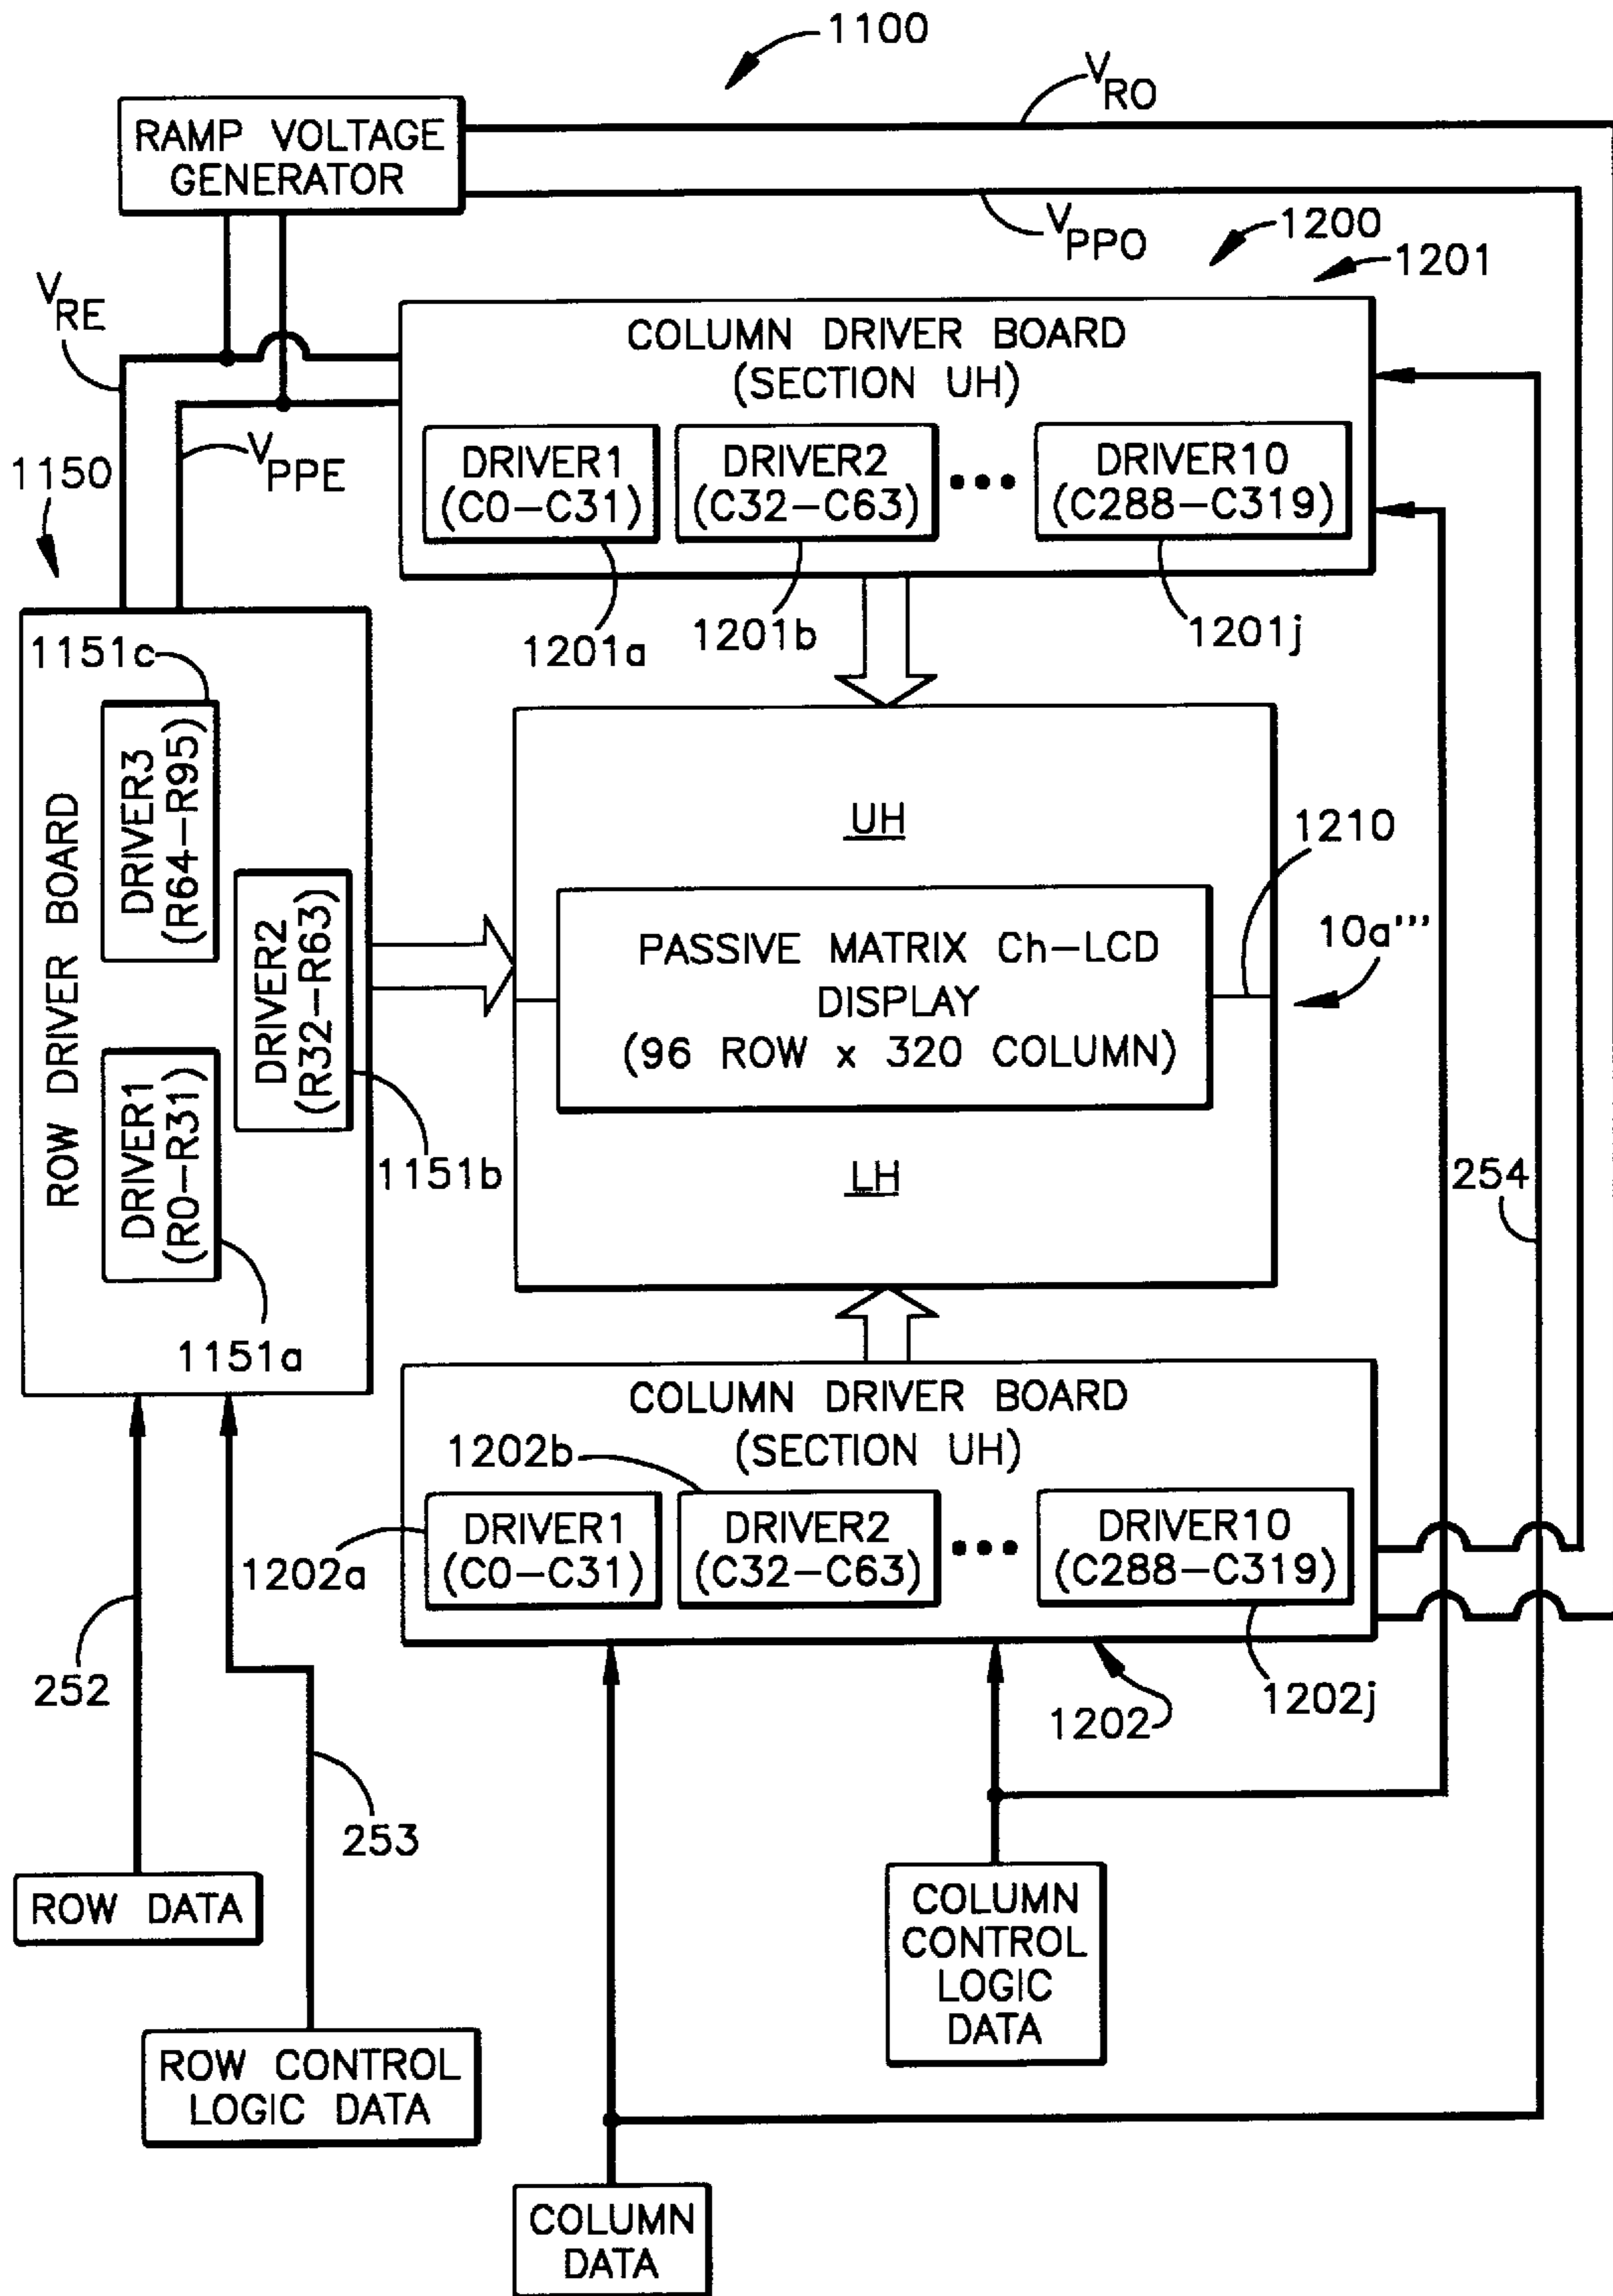 1100
V RO
RAMP VOLTAGE
GENERATOR
V PPO
1200
1201
V RE
COLUMN DRIVER BOARD
(SECTION UH)
V PPE
1150
DRIVER1
(C0-C31)
DRIVER2
(C32-C63)
•••
DRIVER10
(C288-C319)
1201a
1201b
1201j
1151c
ROW DRIVER BOARD
DRIVER3
(R64-R95)
DRIVER2
(R32-R63)
DRIVER1
(R0-R31)
1151b
1151a
UH
1210
10a'''
PASSIVE MATRIX Ch-LCD
DISPLAY
(96 ROW x 320 COLUMN)
LH
254
COLUMN DRIVER BOARD
(SECTION UH)
1202b
DRIVER1
(C0-C31)
DRIVER2
(C32-C63)
•••
DRIVER10
(C288-C319)
1202a
1202
1202j
252
253
ROW DATA
COLUMN
CONTROL
LOGIC
DATA
ROW CONTROL
LOGIC DATA
COLUMN
DATA